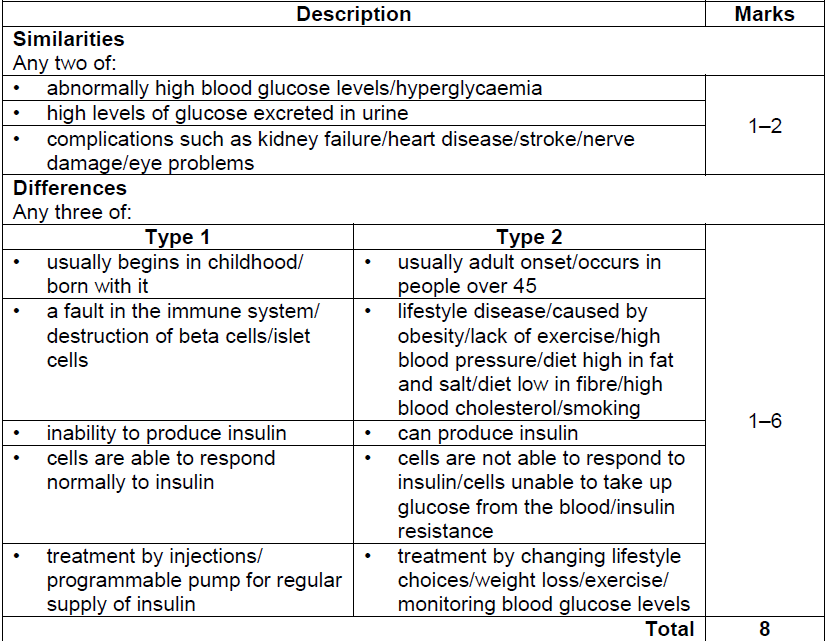 Description Marks
Similarities
Any two of:
• abnormally high blood glucose levels/hyperglycaemia
• high levels of glucose excreted in urine
• complications such as kidney failure/heart disease/stroke/nerve
damage/eye problems
1–2
Differences
Any three of:
Type 1 Type 2
• usually begins in childhood/
born with it
• usually adult onset/occurs in
people over 45
• a fault in the immune system/
destruction of beta cells/islet
cells
• lifestyle disease/caused by
obesity/lack of exercise/high
blood pressure/diet high in fat
and salt/diet low in fibre/high
blood cholesterol/smoking
• inability to produce insulin
• can produce insulin
• cells are able to respond
normally to insulin
• cells are not able to respond to
insulin/cells unable to take up
glucose from the blood/insulin
resistance
• treatment by injections/
programmable pump for regular
supply of insulin
• treatment by changing lifestyle
choices/weight loss/exercise/
monitoring blood glucose levels
1–6
Total 8